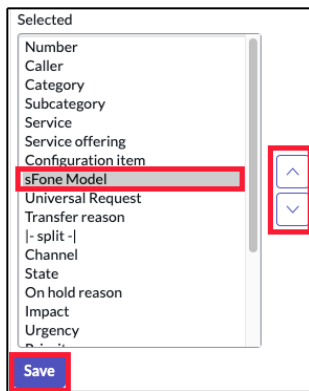 Selected
Number
Caller
Category
Subcategory
Service
Service offering
Configuration item
sFone Model
Universal Request
Transfer reason
|- split -|
Channel
State
On hold reason
Impact
Urgency
Save